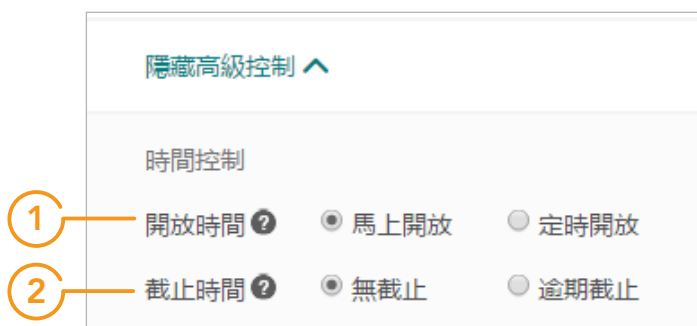 隱藏高級控制
時間控制
1 開放時間 ? 馬上開放 定時開放
2 截止時間 ? 無截止 逾期截止